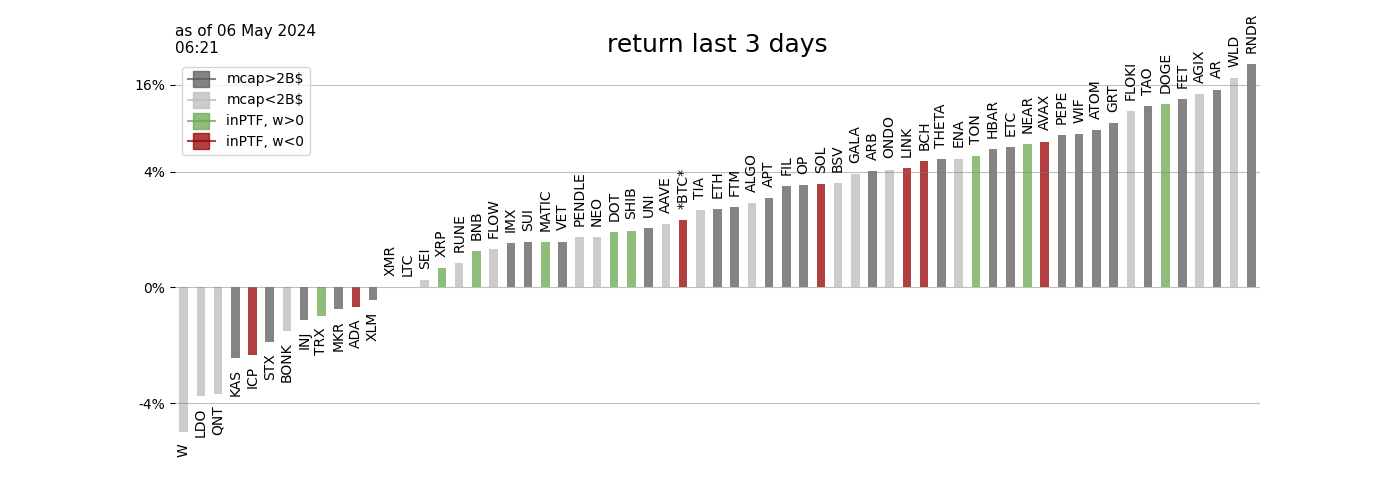 as of 06 May 2024
06:21
return last 3 days
mcap>2B$
mcap<2B$
inPTF, w>0
inPTF, w<0
16%
4%
0%
-4%
W
LDO
QNT
KAS
ICP
STX
BONK
INJ
TRX
MKR
ADA
XLM
XMR
LTC
SEI
XRP
RUNE
BNB
FLOW
IMX
SUI
MATIC
VET
PENDLE
NEO
DOT
SHIB
UNI
AAVE
*BTC*
TIA
ETH
FTM
ALGO
APT
FIL
OP
SOL
BSV
GALA
ARB
ONDO
LINK
BCH
THETA
ENA
TON
HBAR
ETC
NEAR
AVAX
PEPE
WIF
ATOM
GRT
FLOKI
TAO
DOGE
FET
AGIX
AR
WLD
RNDR